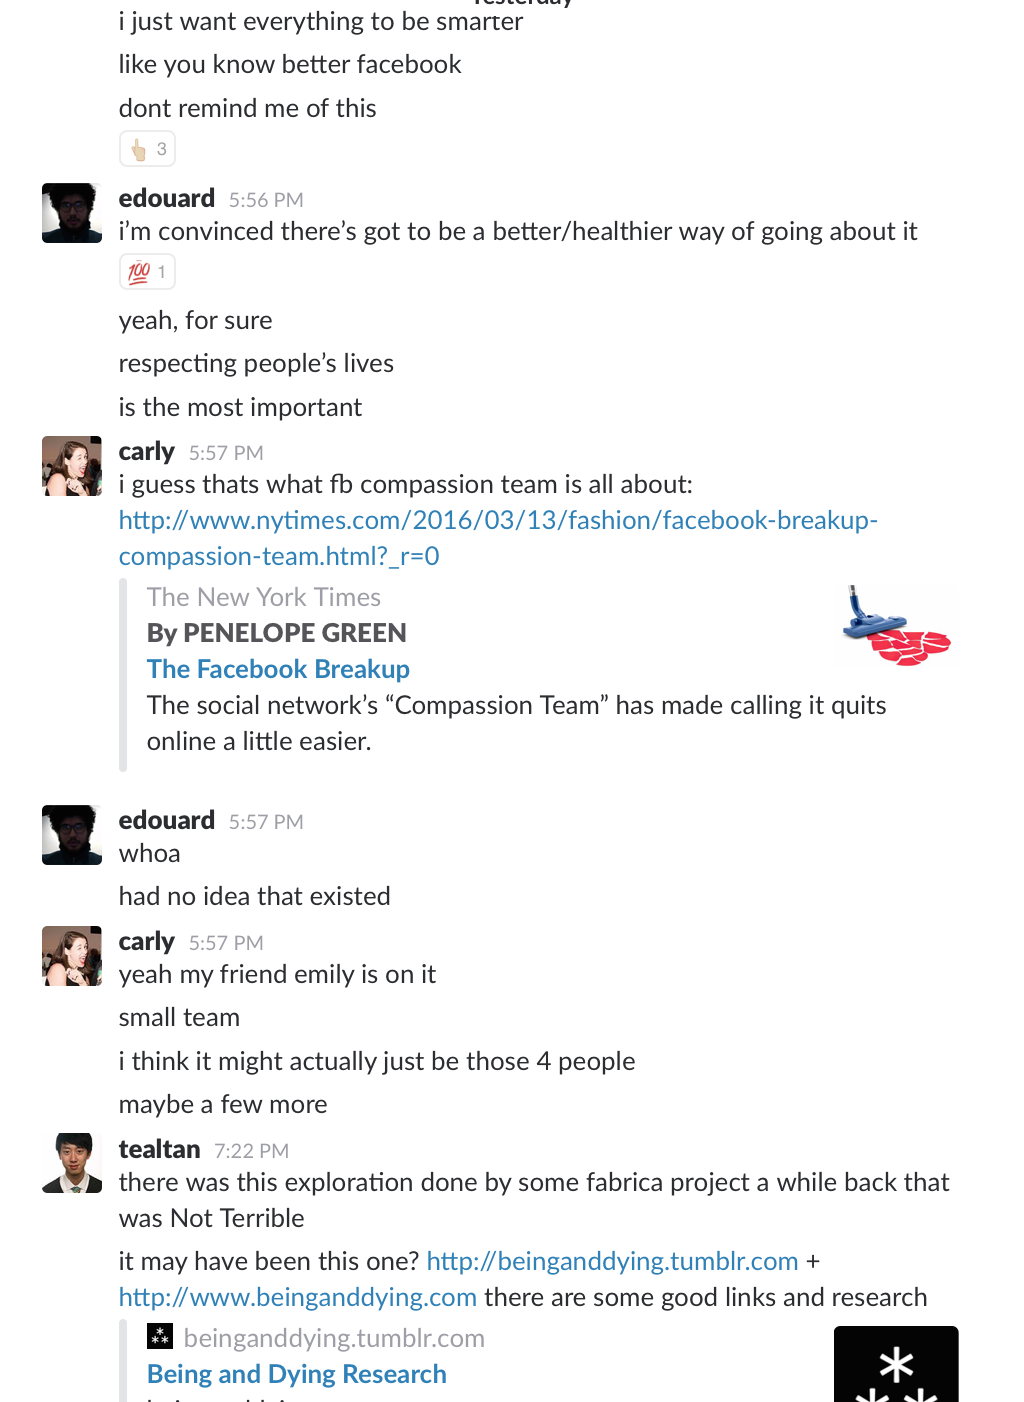 Yesterday
i just want everything to be smarter
like you know better facebook
dont remind me of this
3
edouard 5:56 PM
i’m convinced there’s got to be a better/healthier way of going about it
100 1
yeah, for sure
respecting people’s lives
is the most important
carly 5:57 PM
i guess thats what fb compassion team is all about:
http://www.nytimes.com/2016/03/13/fashion/facebook-breakup-
compassion-team.html?_r=0
The New York Times
By PENELOPE GREEN
The Facebook Breakup
The social network’s “Compassion Team” has made calling it quits
online a little easier.
edouard 5:57 PM
whoa
had no idea that existed
carly 5:57 PM
yeah my friend emily is on it
small team
i think it might actually just be those 4 people
maybe a few more
tealtan 7:22 PM
there was this exploration done by some fabrica project a while back that
was Not Terrible
it may have been this one? http://beinganddying.tumblr.com +
http://www.beinganddying.com there are some good links and research
beinganddying.tumblr.com
Being and Dying Research